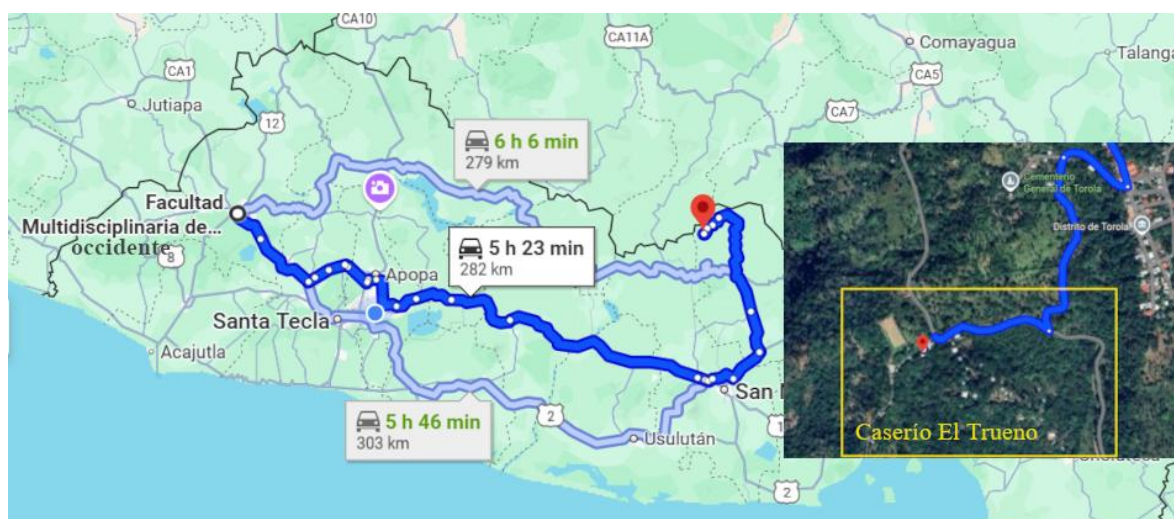 CA10
CA11A
Comayagua
Talanga
CA5
CA1
Jutiapa
12
CA7
6 h 6 min
279 km
Facultad
Multidisciplinaria de...
occidente
8
5 h 23 min
282 km
Apopa
Santa Tecla
Acajutla
5 h 46 min
303 km
2
Usulután
San
1
2
Cementerio
General de Torola
Distrito de Torola
Caserío El Trueno